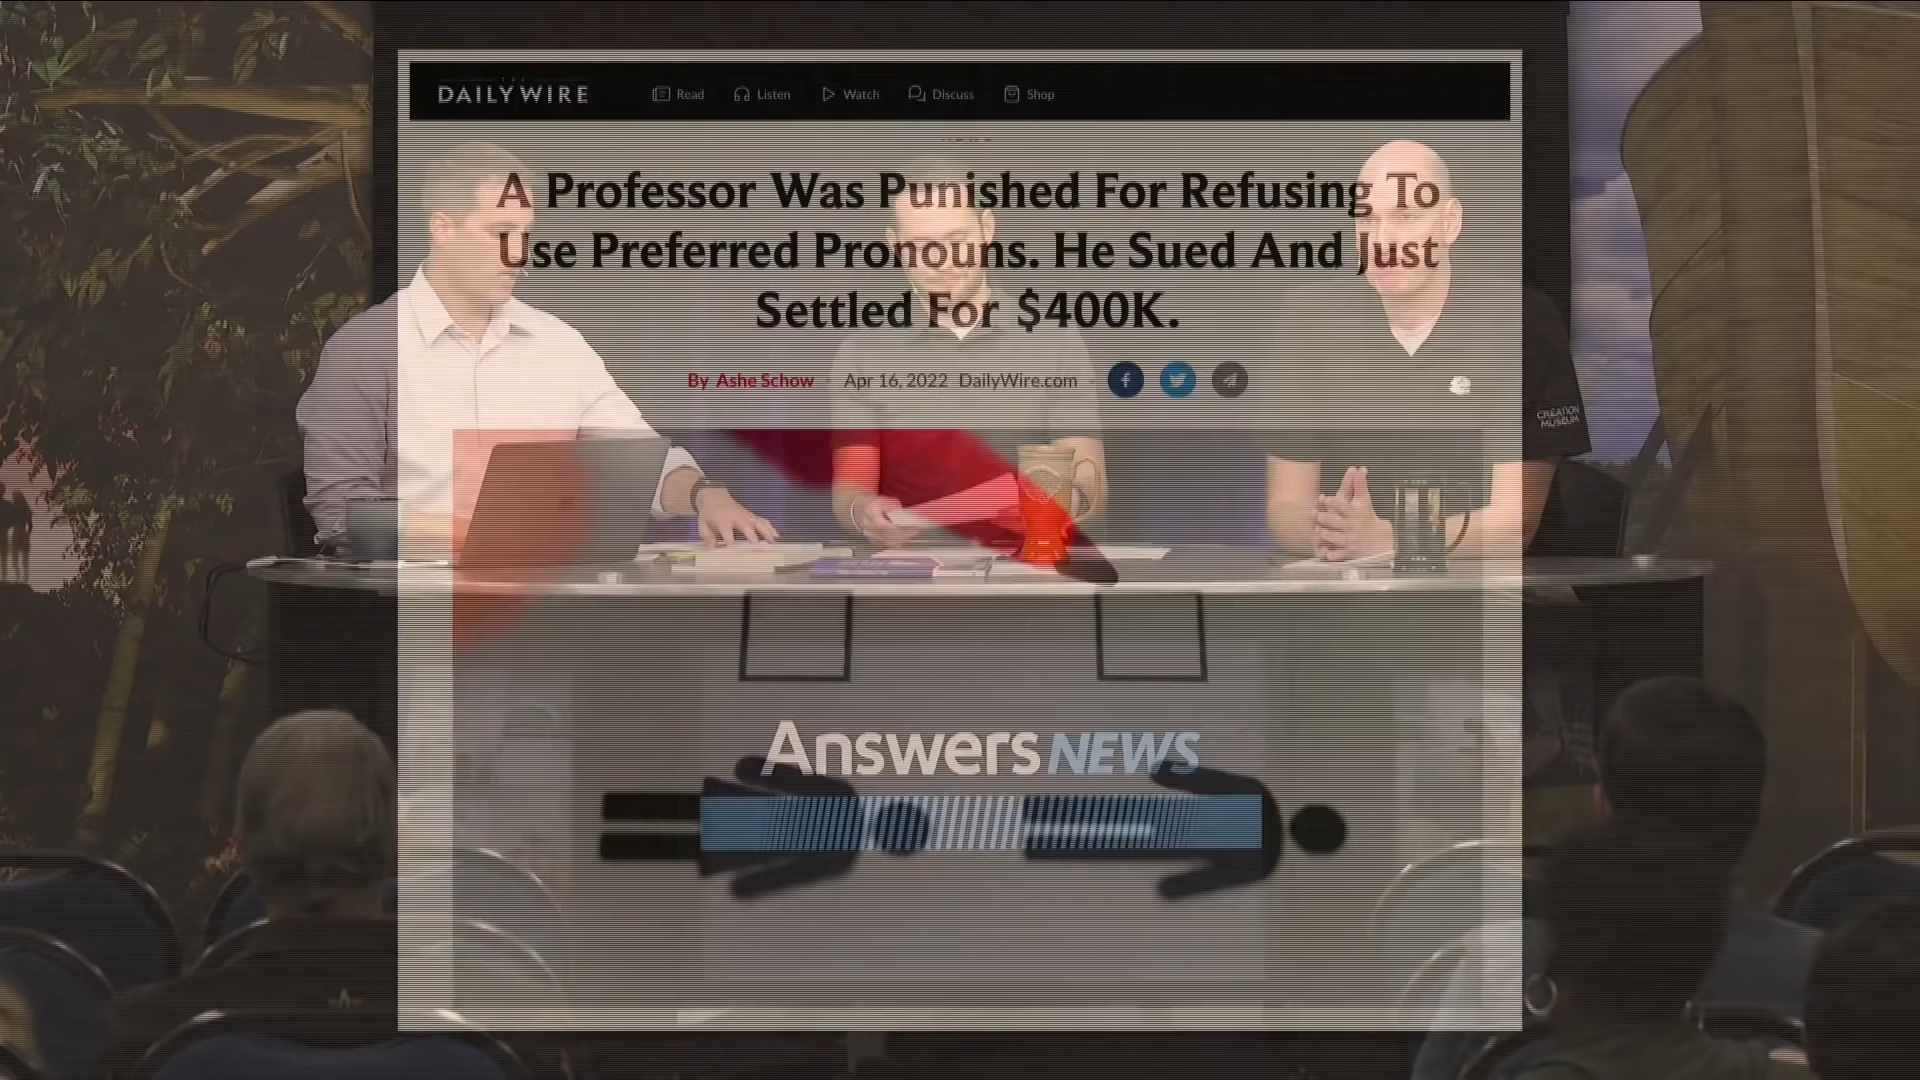 DAILYWIRE
Read Listen Watch Discuss Shop
A Professor Was Punished For Refusing To
Use Preferred Pronouns. He Sued And Just
Settled For $400K.
By Ashe Schow Apr 16, 2022 DailyWire.com
CREATION
MUSEUM
Answers NEWS